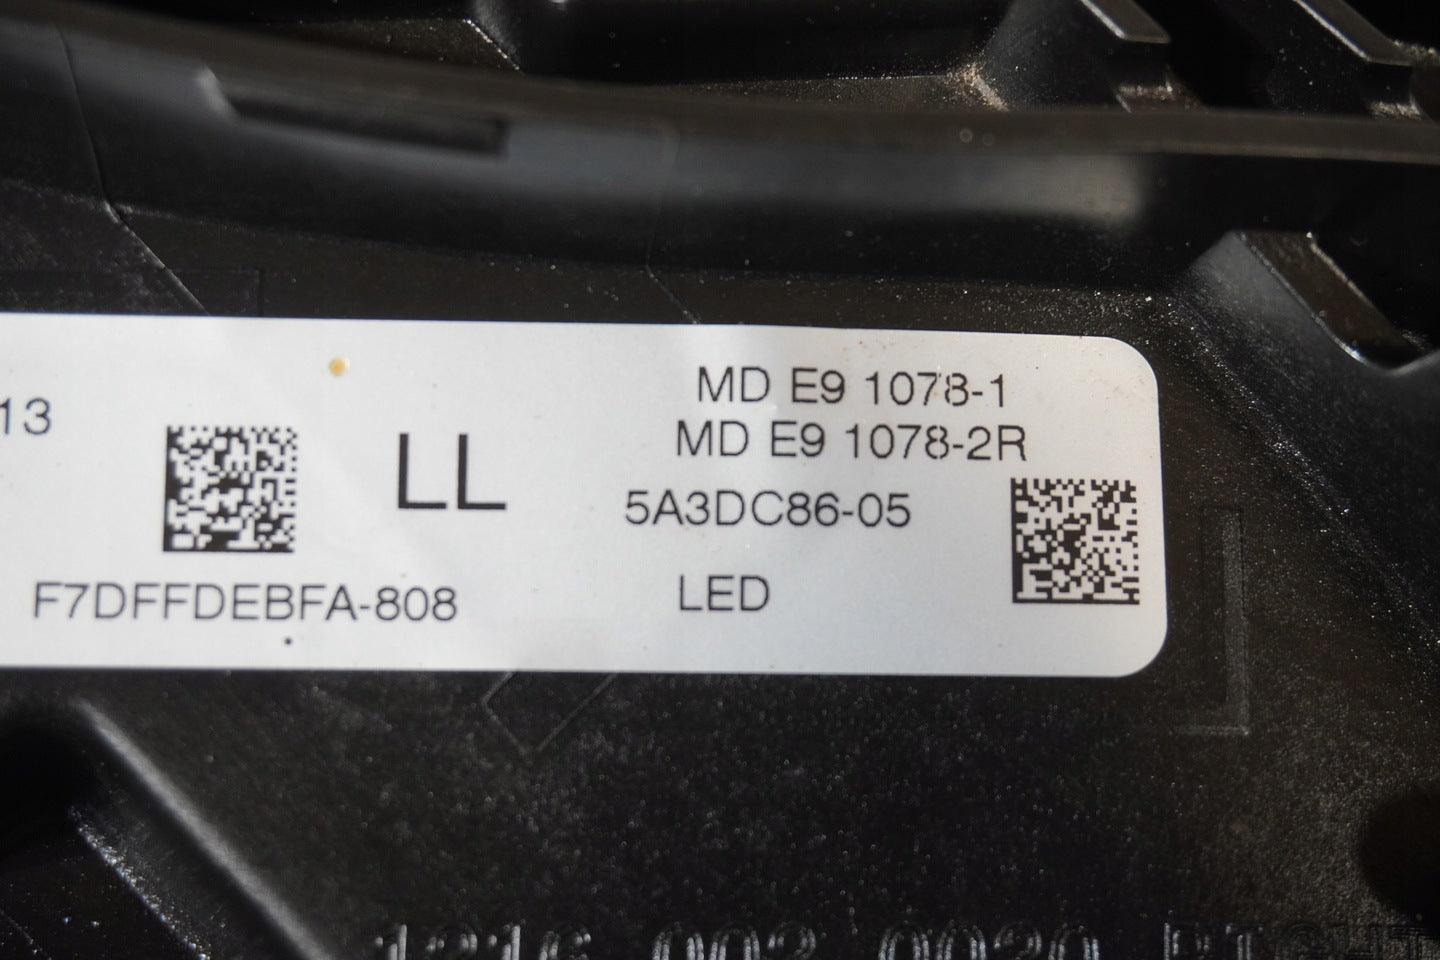 13
LL
F7DFFDEBFA-808
MD E9 1078-1
MD E9 1078-2R
5A3DC86-05
LED